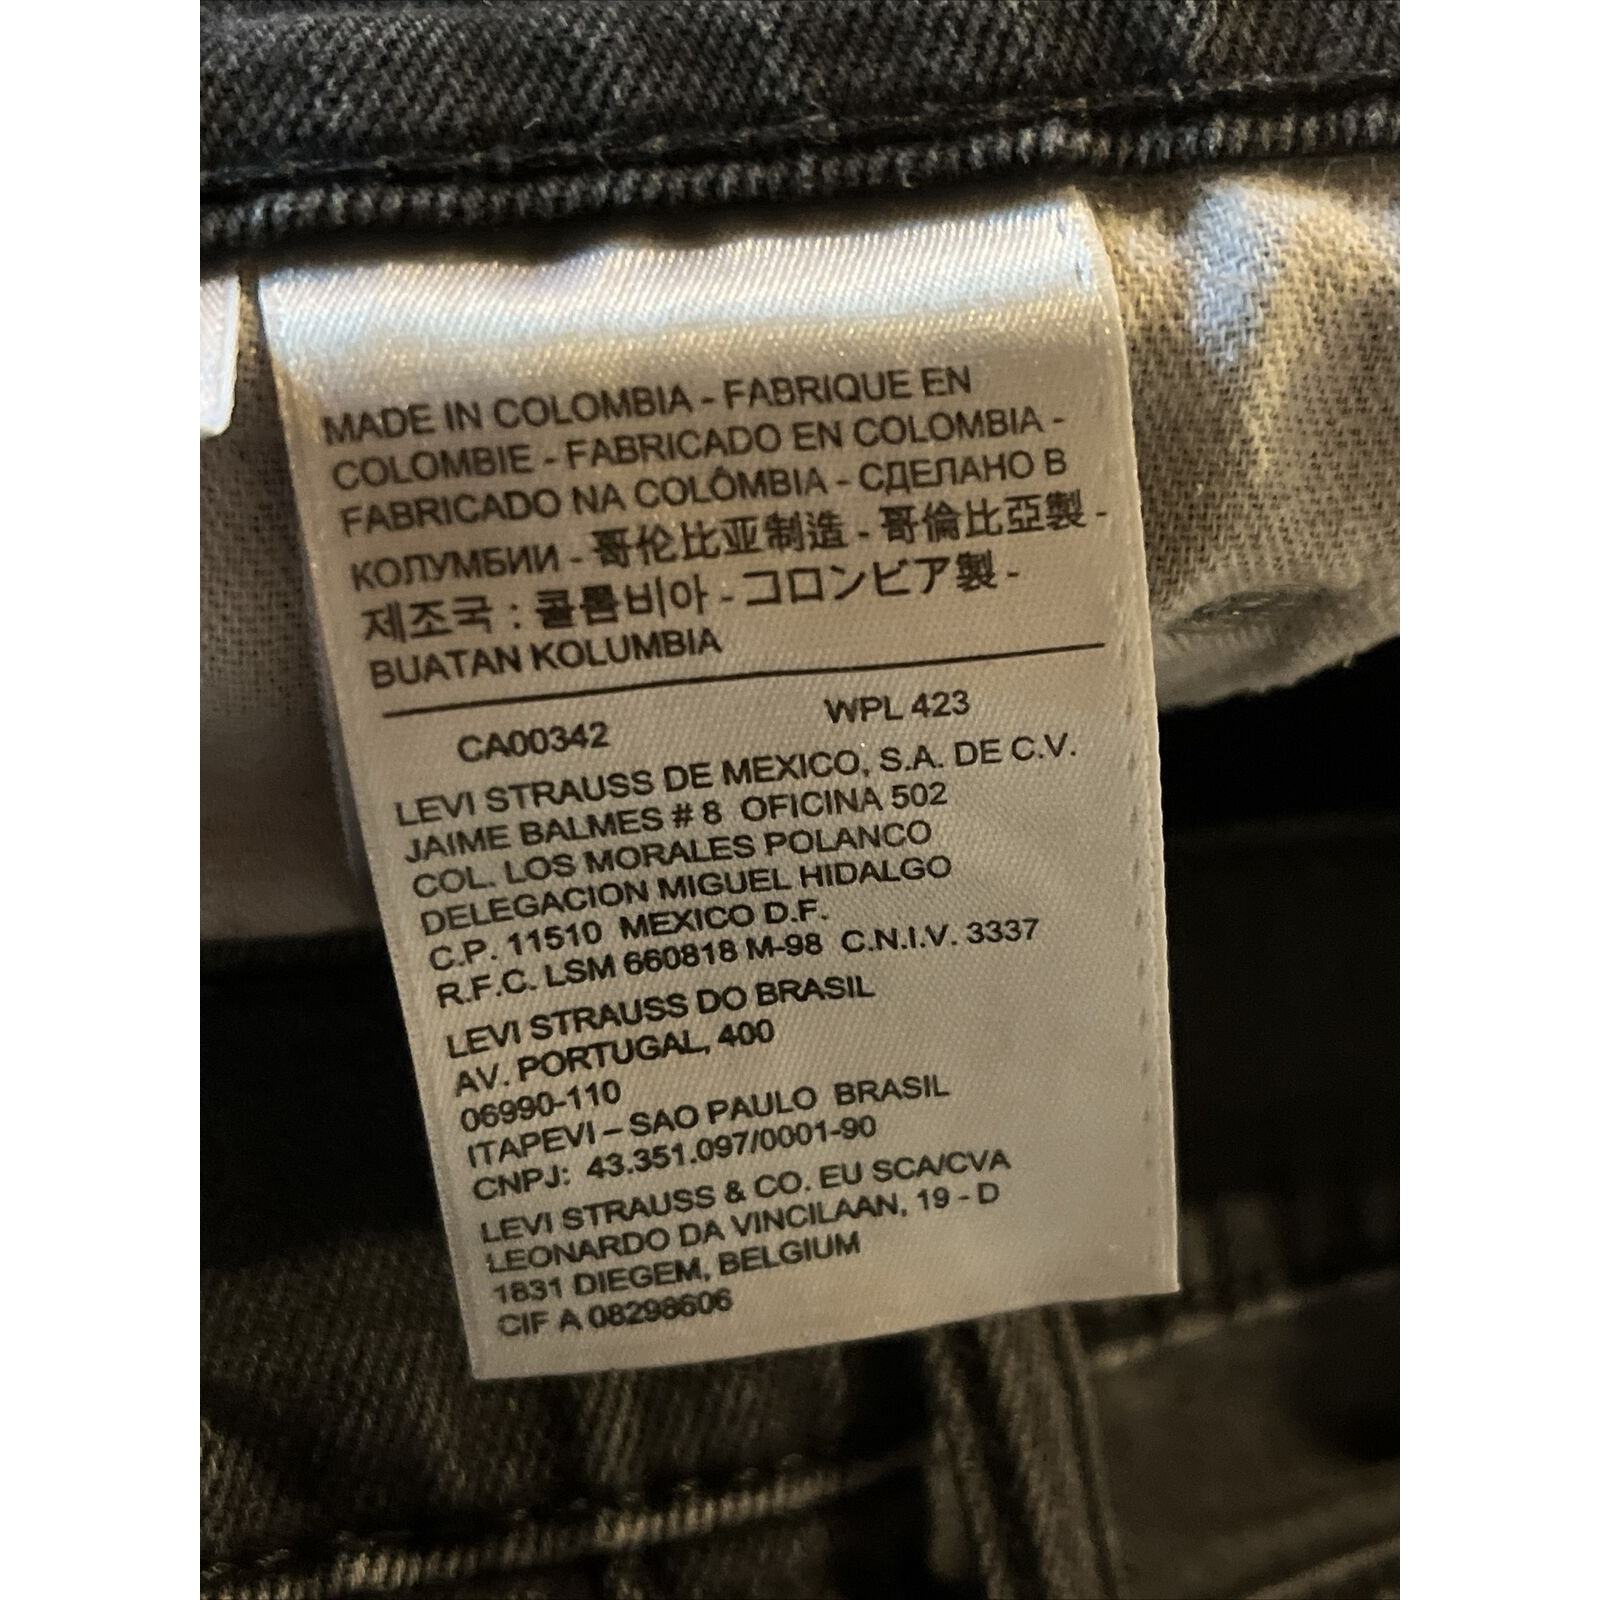 MADE IN COLOMBIA - FABRIQUE EN
COLOMBIE - FABRICADO EN COLOMBIA -
FABRICADO NA COLÔMBIA - СДЕЛАНО В
КОЛУМБИИ - 哥伦比亚制造 - 哥倫比亞製 -
제조국 : 콜롬비아 - コロンビア製 -
BUATAN KOLUMBIA
CA00342 WPL 423
LEVI STRAUSS DE MEXICO, S.A. DE C.V.
JAIME BALMES # 8 OFICINA 502
COL. LOS MORALES POLANCO
DELEGACION MIGUEL HIDALGO
C.P. 11510 MEXICO D.F.
R.F.C. LSM 660818 M-98 C.N.I.V. 3337
LEVI STRAUSS DO BRASIL
AV. PORTUGAL, 400
06990-110
ITAPEVI – SAO PAULO BRASIL
CNPJ: 43.351.097/0001-90
LEVI STRAUSS & CO. EU SCA/CVA
LEONARDO DA VINCILAAN, 19 - D
1831 DIEGEM, BELGIUM
CIF A 08298606